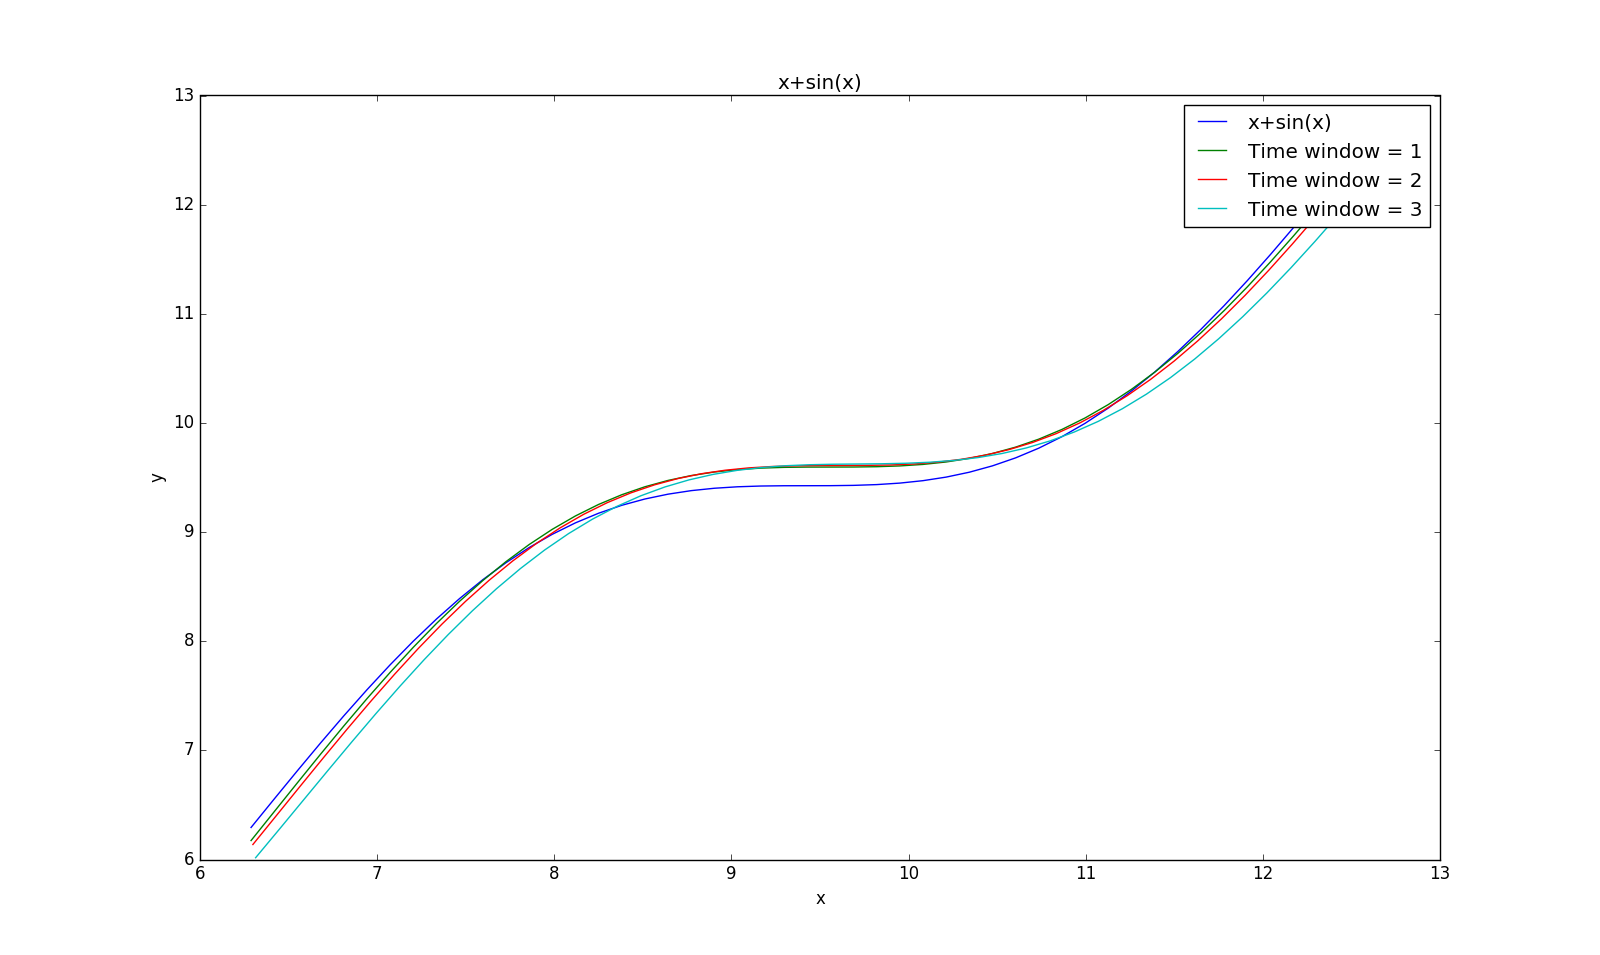 x+sin(x)
13
12
11
10
9
8
7
6
y
x+sin(x)
Time window = 1
Time window = 2
Time window = 3
6 7 8 9 10 11 12 13
x